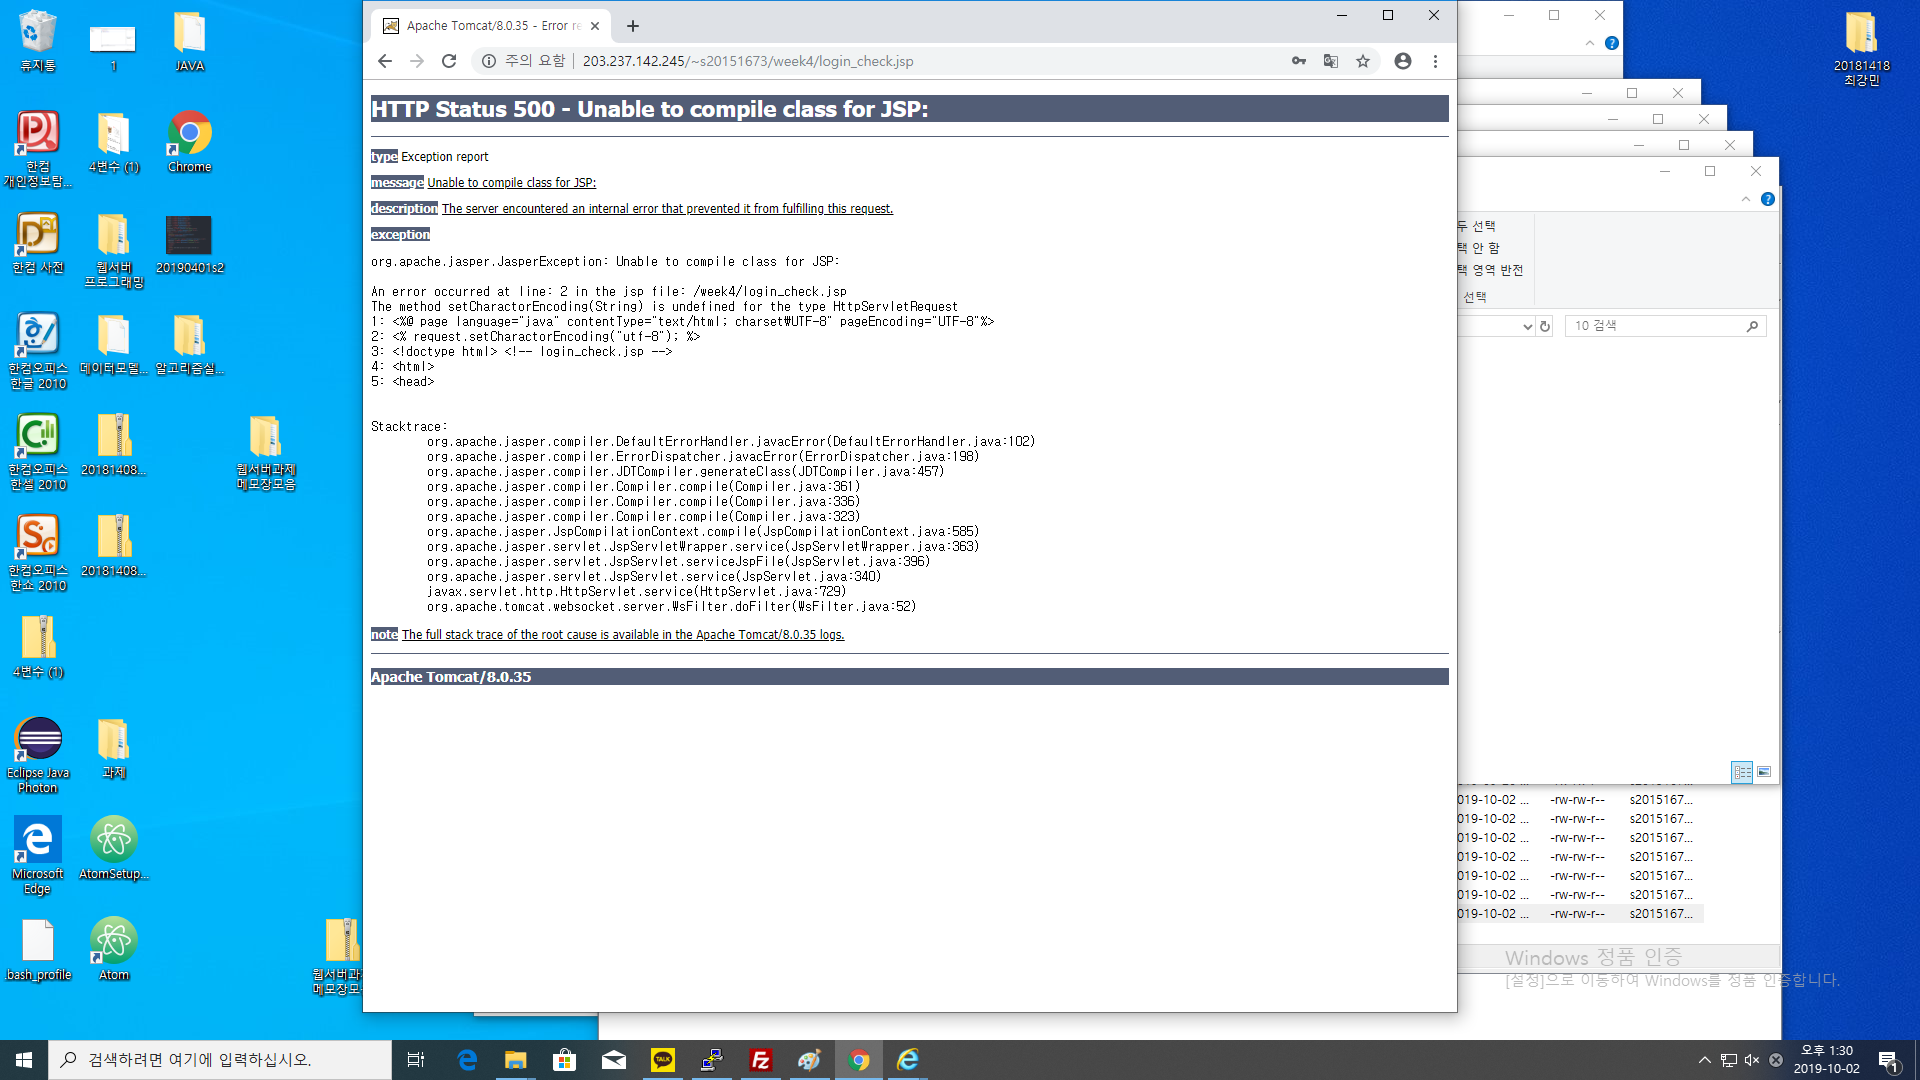 Apache Tomcat/8.0.35 - Error re
주의 요함
203.237.142.245/~s20151673/week4/login_check.jsp
HTTP Status 500 - Unable to compile class for JSP:
type Exception report
message Unable to compile class for JSP:
description The server encountered an internal error that prevented it from fulfilling this request.
exception
org.apache.jasper.JasperException: Unable to compile class for JSP:
An error occurred at line: 2 in the jsp file: /week4/login_check.jsp
The method setCharactorEncoding(String) is undefined for the type HttpServletRequest
1: <%@ page language="java" contentType="text/html; charset₩UTF-8" pageEncoding="UTF-8"%>
2: <% request.setCharactorEncoding("utf-8"); %>
3: <!doctype html> <!-- login_check.jsp -->
4: <html>
5: <head>
Stacktrace:
org.apache.jasper.compiler.DefaultErrorHandler.javacError(DefaultErrorHandler.java:102)
org.apache.jasper.compiler.ErrorDispatcher.javacError(ErrorDispatcher.java:198)
org.apache.jasper.compiler.JDTCompiler.generateClass(JDTCompiler.java:457)
org.apache.jasper.compiler.Compiler.compile(Compiler.java:361)
org.apache.jasper.compiler.Compiler.compile(Compiler.java:336)
org.apache.jasper.compiler.Compiler.compile(Compiler.java:323)
org.apache.jasper.JspCompilationContext.compile(JspCompilationContext.java:585)
org.apache.jasper.servlet.JspServletWrapper.service(JspServletWrapper.java:363)
org.apache.jasper.servlet.JspServlet.serviceJspFile(JspServlet.java:396)
org.apache.jasper.servlet.JspServlet.service(JspServlet.java:340)
javax.servlet.http.HttpServlet.service(HttpServlet.java:729)
org.apache.tomcat.websocket.server.WsFilter.doFilter(WsFilter.java:52)
note The full stack trace of the root cause is available in the Apache Tomcat/8.0.35 logs.
Apache Tomcat/8.0.35
휴지통
1
JAVA
한컴
개인정보탐...
4변수 (1)
Chrome
한컴 사전
웹서버
프로그래밍
20190401s2
한컴오피스
한글 2010
데이터모델...
알고리즘실...
한컴오피스
한셀 2010
20181408...
웹서버과제
메모장모음
한컴오피스
한쇼 2010
20181408...
4변수 (1)
Eclipse Java
Photon
과제
Microsoft
Edge
AtomSetup...
.bash_profile
Atom
웹서버과제
메모장모
20181418
최강민
두 선택
택 안 함
택 영역 반전
선택
10 검색
019-10-02 ... -rw-rw-r-- s2015167...
019-10-02 ... -rw-rw-r-- s2015167...
019-10-02 ... -rw-rw-r-- s2015167...
019-10-02 ... -rw-rw-r-- s2015167...
019-10-02 ... -rw-rw-r-- s2015167...
019-10-02 ... -rw-rw-r-- s2015167...
019-10-02 ... -rw-rw-r-- s2015167...
Windows 정품 인증
[설정]으로 이동하여 Windows를 정품 인증합니다.
검색하려면 여기에 입력하십시오.
TALK
오후 1:30
2019-10-02
1